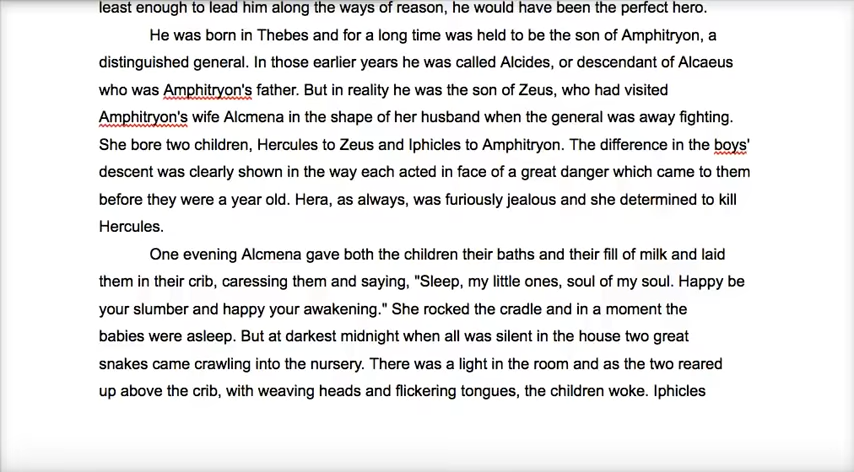 least enough to lead him along the ways of reason, he would have been the perfect hero.
He was born in Thebes and for a long time was held to be the son of Amphitryon, a
distinguished general. In those earlier years he was called Alcides, or descendant of Alcaeus
who was Amphitryon's father. But in reality he was the son of Zeus, who had visited
Amphitryon's wife Alcmena in the shape of her husband when the general was away fighting.
She bore two children, Hercules to Zeus and Iphicles to Amphitryon. The difference in the boys'
descent was clearly shown in the way each acted in face of a great danger which came to them
before they were a year old. Hera, as always, was furiously jealous and she determined to kill
Hercules.
One evening Alcmena gave both the children their baths and their fill of milk and laid
them in their crib, caressing them and saying, "Sleep, my little ones, soul of my soul. Happy be
your slumber and happy your awakening." She rocked the cradle and in a moment the
babies were asleep. But at darkest midnight when all was silent in the house two great
snakes came crawling into the nursery. There was a light in the room and as the two reared
up above the crib, with weaving heads and flickering tongues, the children woke. Iphicles